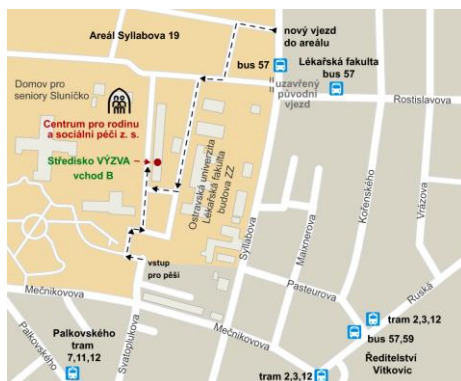 Areál Syllabova 19
nový vjezd
do areálu
bus 57
Lékařská fakulta
bus 57
uzavřený
původní
vjezd
Rostislavova
Domov pro
seniory Sluníčko
Centrum pro rodinu
a sociální péči z. s.
Středisko VÝZVA
vchod B
Ostravská univerzita
Lékařská fakulta
budova ZZ
Syllabova
Maixnerova
Kořenského
Vrázova
vstup
pro pěší
Mečnikovova
Pasteurova
Ruská
tram 2,3,12
bus 57,59
Ředitelství
Vítkovic
Palkovského
tram
7,11,12
Palkovského
Svatoplukova
Mečnikovova
tram 2,3,12